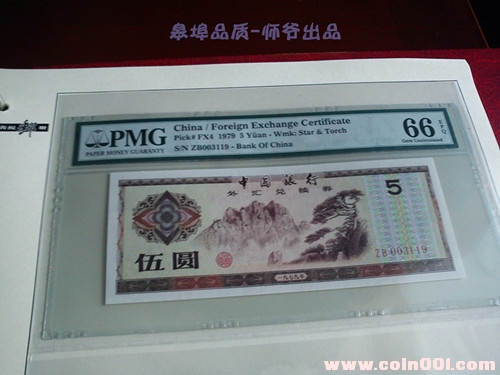 皋埠品质-师爷出品
PMG
PAPER MONEY GUARANTY
China / Foreign Exchange Certificate
Pick# FX4 1979 5 Yüan - Wmk: Star & Torch
S/N ZB003119 - Bank Of China
66 EPQ
Gem Uncirculated
中国银行
外汇兑换券
5
伍圆
ZB 003119
一九七九年
www.coin001.com